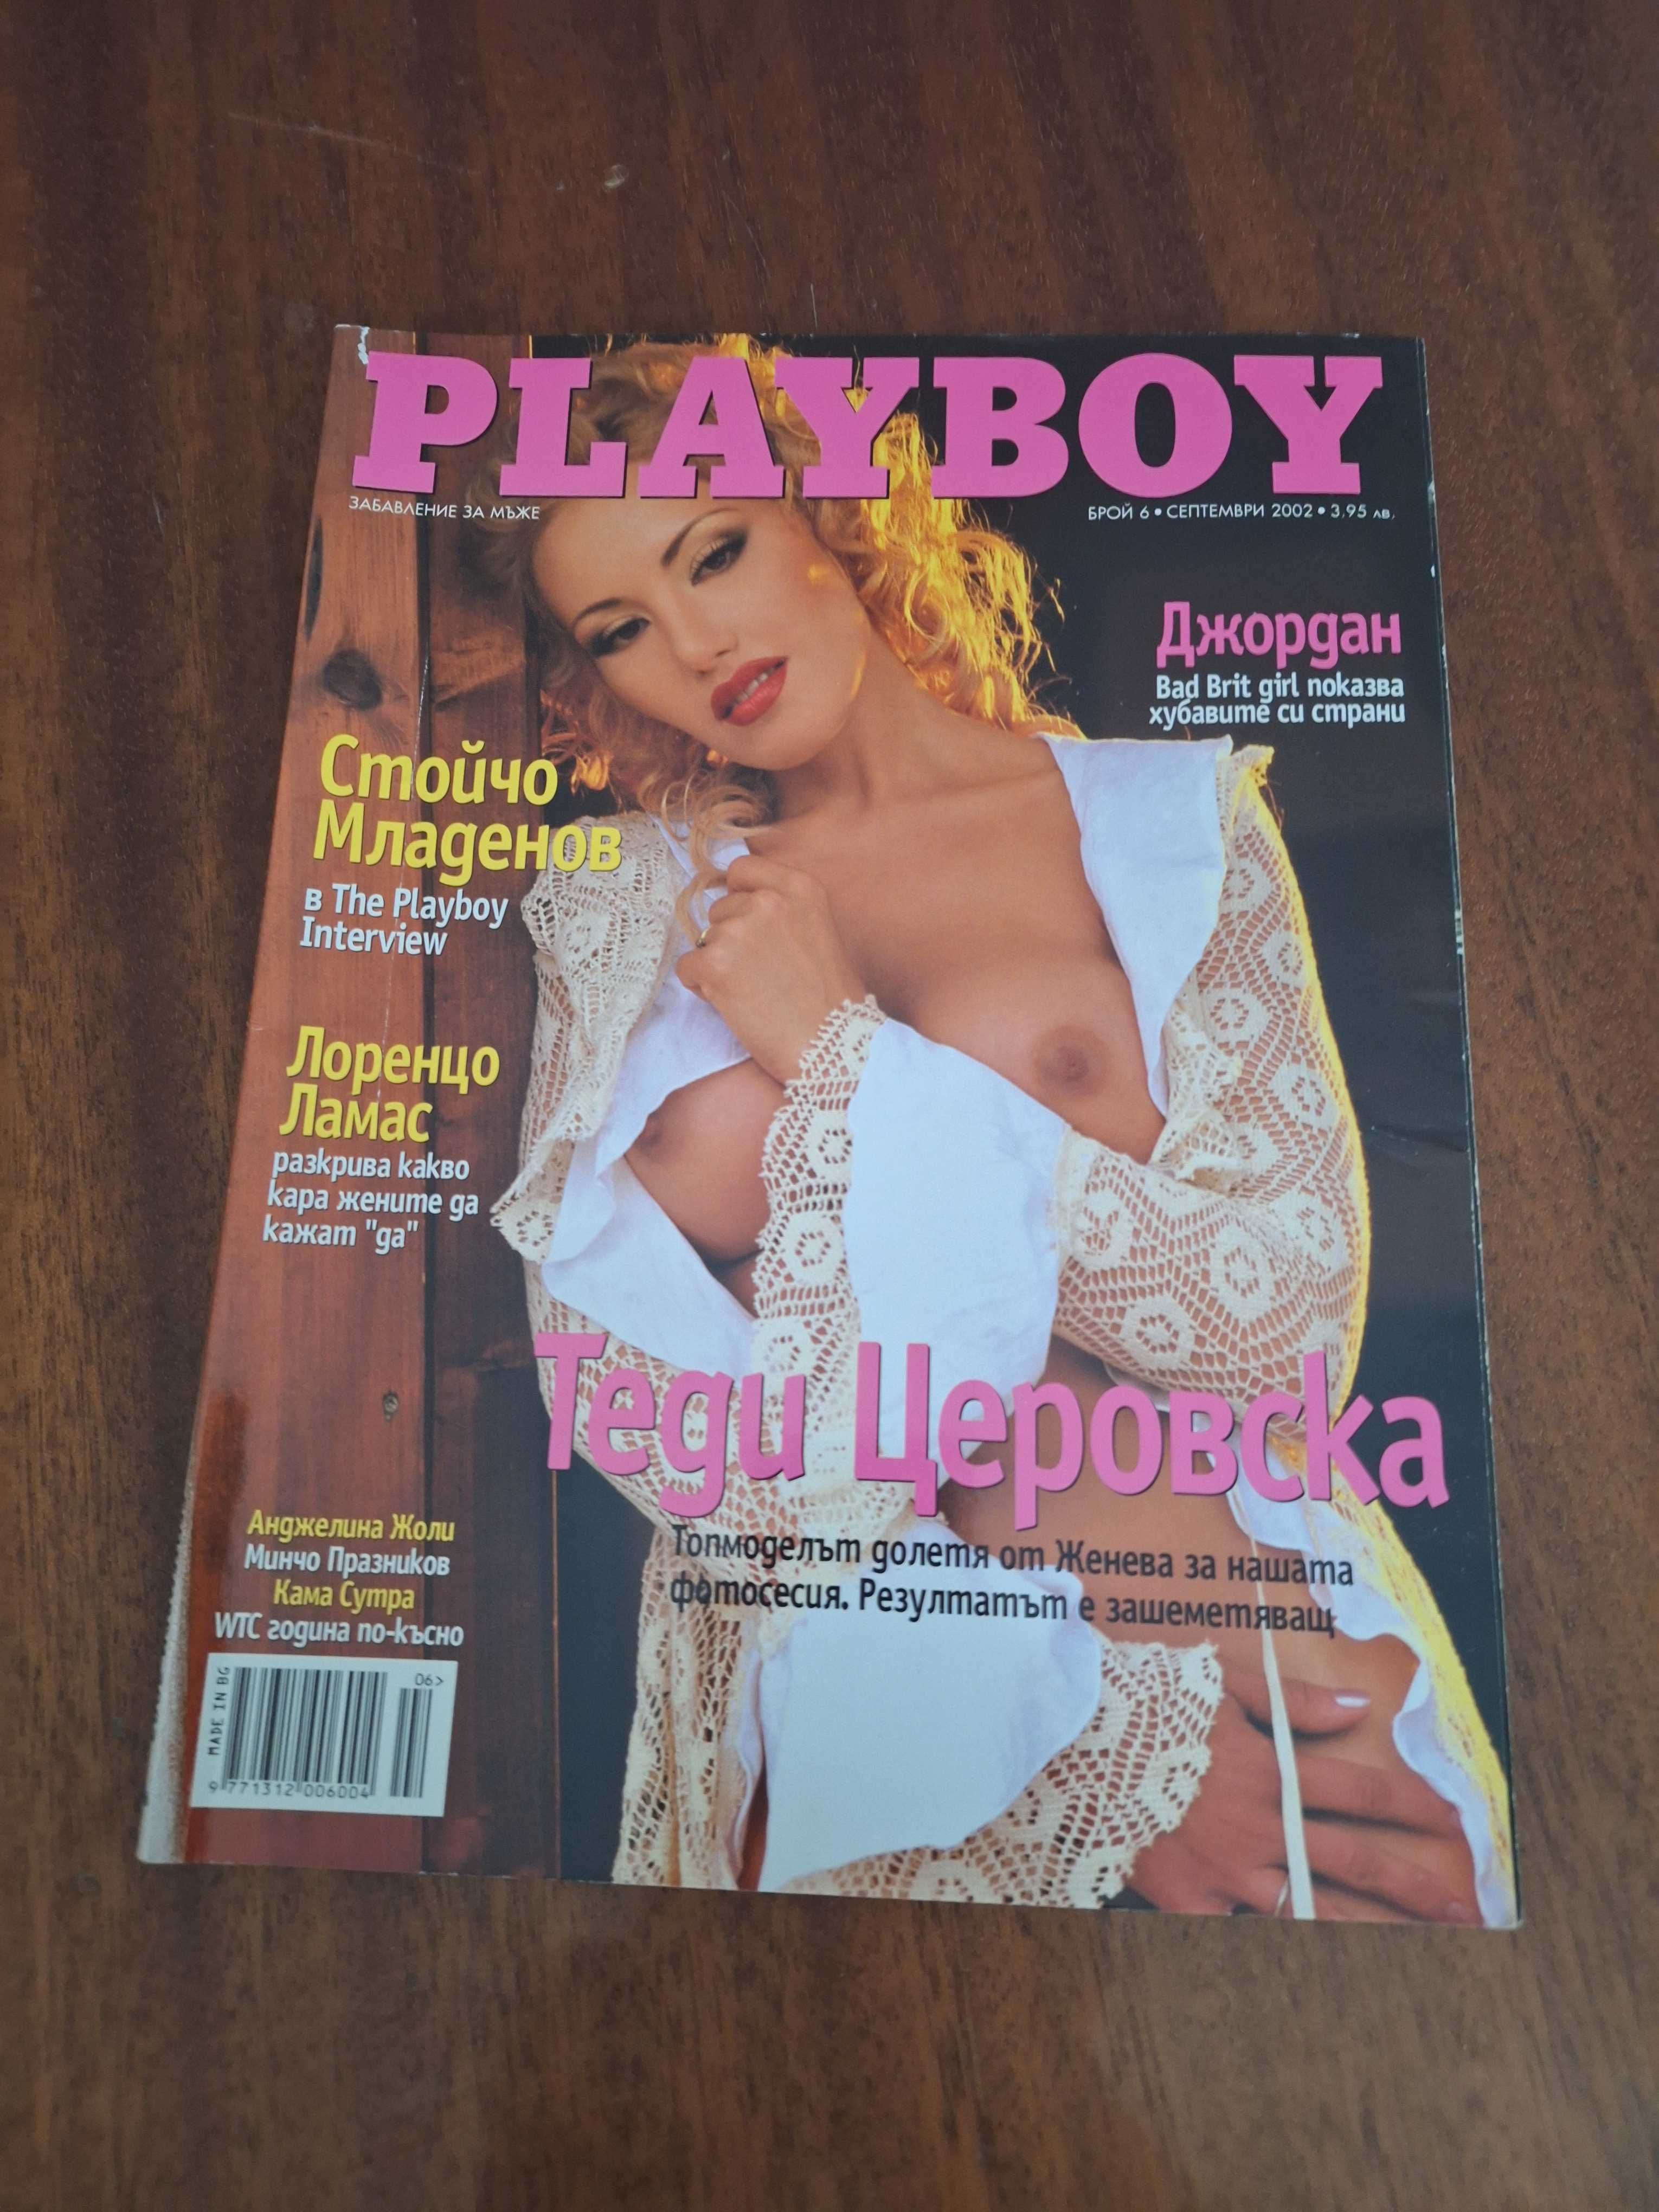 PLAYBOY
ЗАБАВЛЕНИЕ ЗА МЪЖЕ
БРОЙ 6 • СЕПТЕМВРИ 2002 • 3,95 лв.
Джордан
Bad Brit girl показва
хубавите си страни
Стойчо
Младенов
в The Playboy
Interview
Лоренцо
Ламас
разкрива какво
кара жените да
кажат "да"
Теди Церовска
Топмоделът долетя от Женева за нашата
фотосесия. Резултатът е зашеметяващ
Анджелина Жоли
Минчо Празников
Кама Сутра
WTC година по-късно
MADE IN BG
06>
9 771312 006004